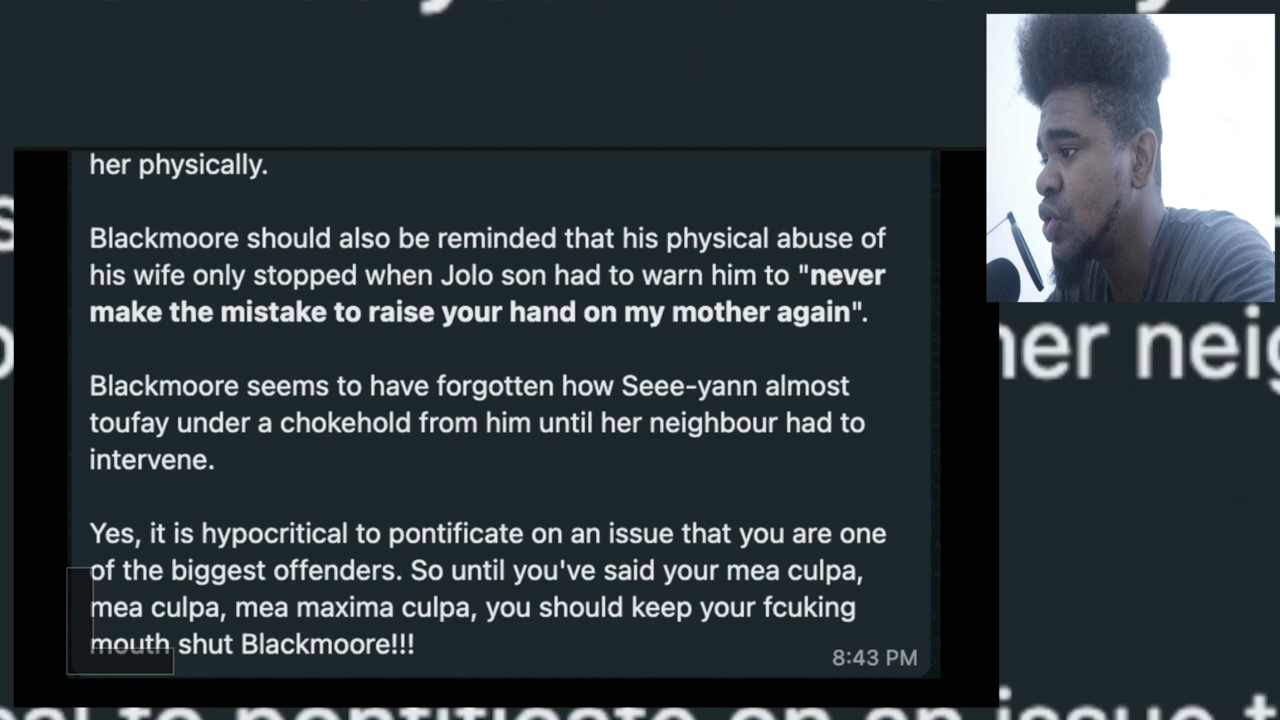 her physically.
Blackmoore should also be reminded that his physical abuse of
his wife only stopped when Jolo son had to warn him to "never
make the mistake to raise your hand on my mother again".
Blackmoore seems to have forgotten how Seee-yann almost
toufay under a chokehold from him until her neighbour had to
intervene.
Yes, it is hypocritical to pontificate on an issue that you are one
of the biggest offenders. So until you've said your mea culpa,
mea culpa, mea maxima culpa, you should keep your fcuking
mouth shut Blackmoore!!!
8:43 PM